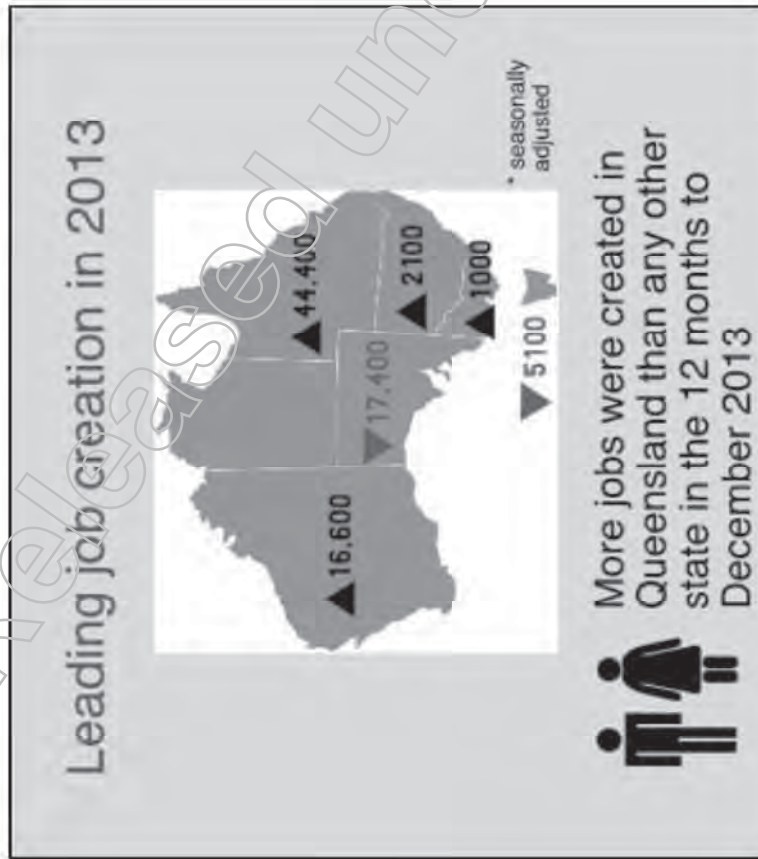 Leading job creation in 2013
44,400
16,600
17,400
2100
1000
5100
* seasonally
adjusted
More jobs were created in
Queensland than any other
state in the 12 months to
December 2013